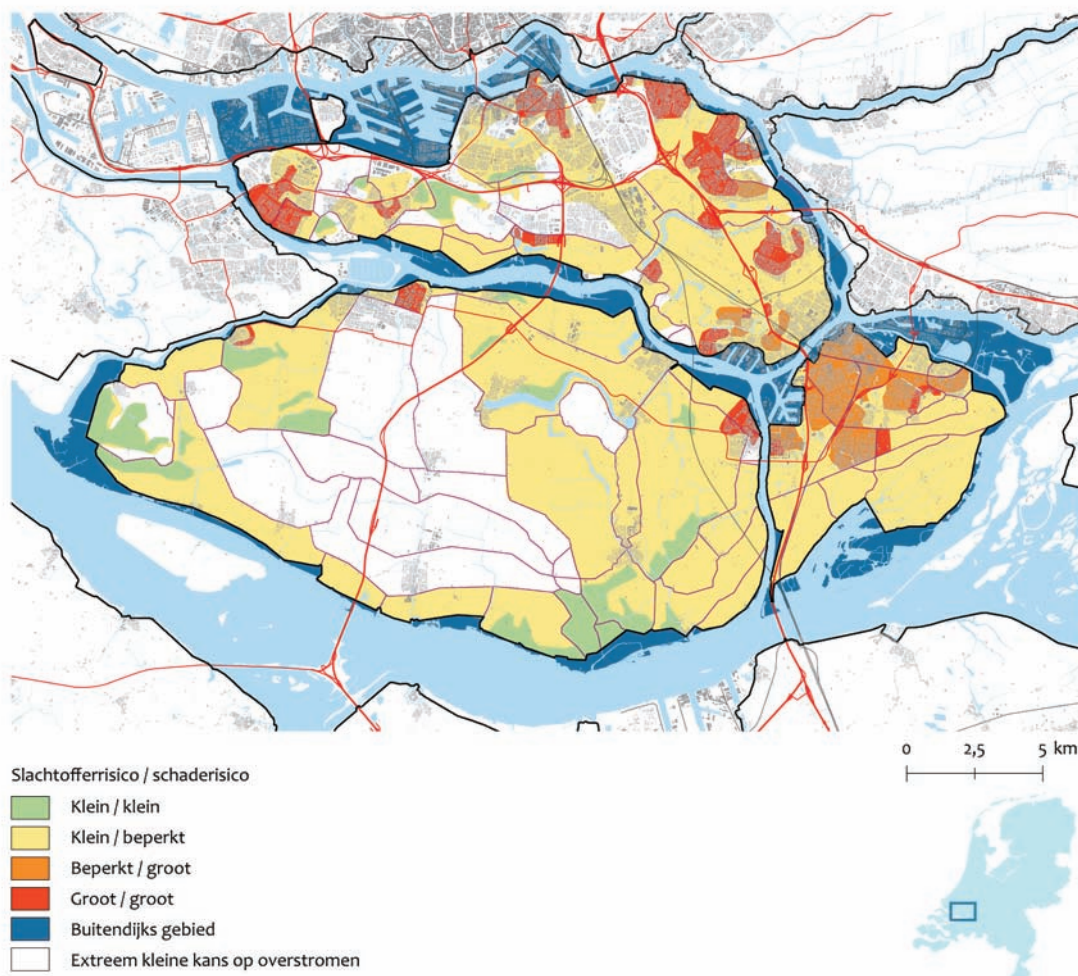 0 2,5 5 km
Slachtofferrisico / schaderisico
Klein / klein
Klein / beperkt
Beperkt / groot
Groot / groot
Buitendijks gebied
Extreem kleine kans op overstromen